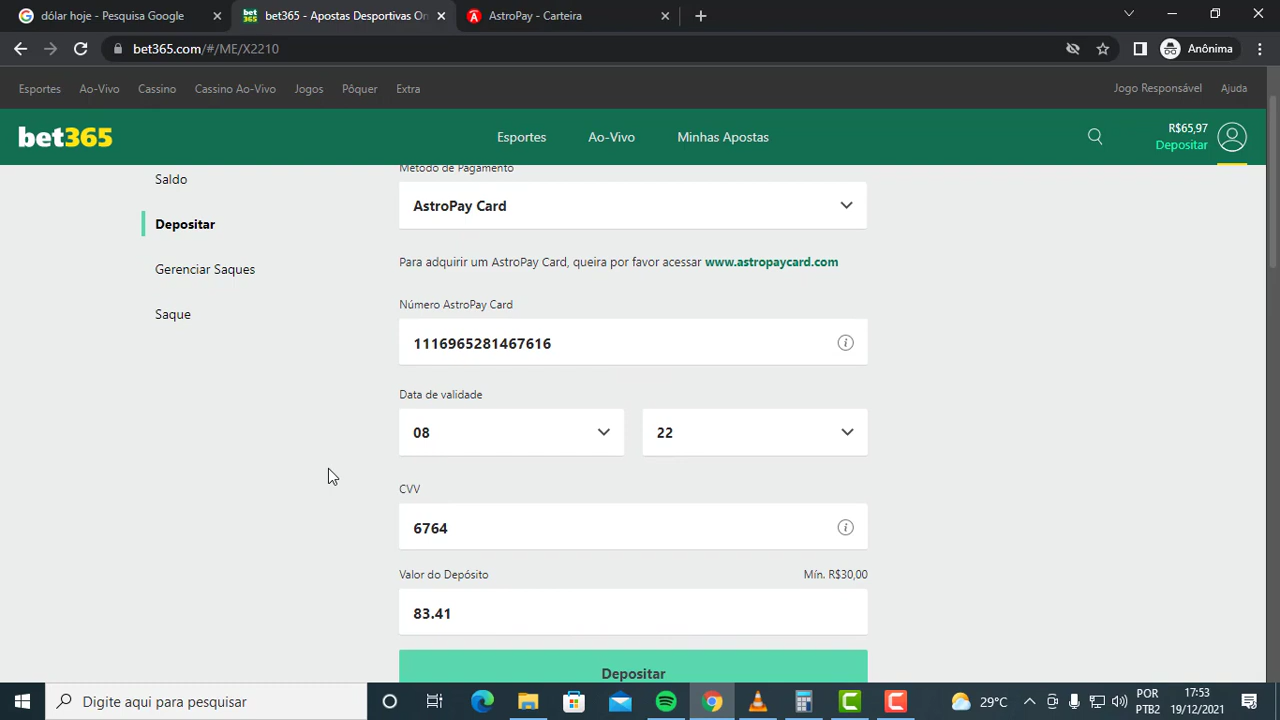 dólar hoje - Pesquisa Google
bet365 - Apostas Desportivas On
AstroPay - Carteira
bet365.com/#/ME/X2210
Anônima
Esportes Ao-Vivo Cassino Cassino Ao-Vivo Jogos Pôquer Extra Jogo Responsável Ajuda
bet365
Esportes Ao-Vivo Minhas Apostas
R$65,97
Depositar
Saldo
Depositar
Gerenciar Saques
Saque
Método de Pagamento
AstroPay Card
Para adquirir um AstroPay Card, queira por favor acessar www.astropaycard.com
Número AstroPay Card
1116965281467616
Data de validade
08 22
CVV
6764
Valor do Depósito Mín. R$30,00
83.41
Depositar
Digite aqui para pesquisar
29°C
POR
PTB2
17:53
19/12/2021